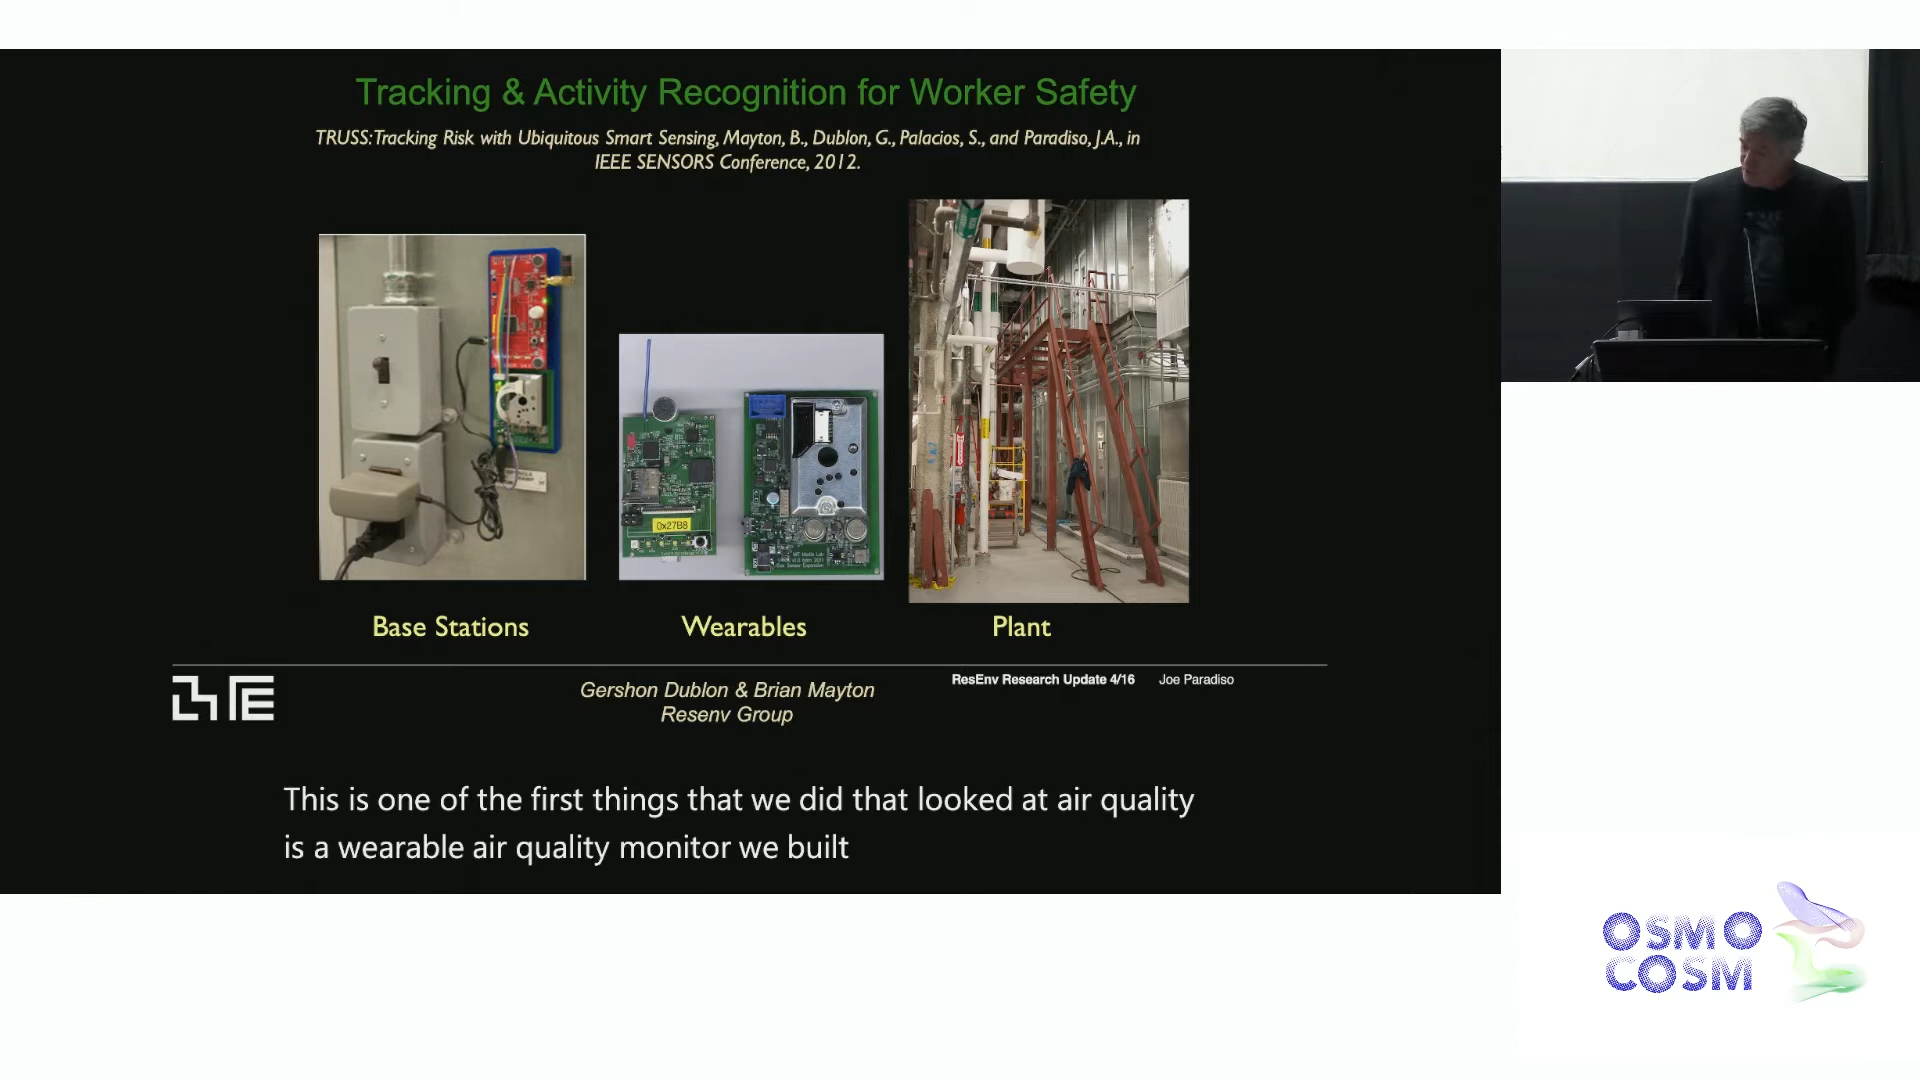 Tracking & Activity Recognition for Worker Safety
TRUSS:Tracking Risk with Ubiquitous Smart Sensing, Mayton, B., Dublon, G., Palacios, S., and Paradiso, J.A., in
IEEE SENSORS Conference, 2012.
0x27B8
Base Stations
Wearables
Plant
ResEnv Research Update 4/16
Joe Paradiso
Gershon Dublon & Brian Mayton
Resenv Group
This is one of the first things that we did that looked at air quality
is a wearable air quality monitor we built
OSMO
COSM